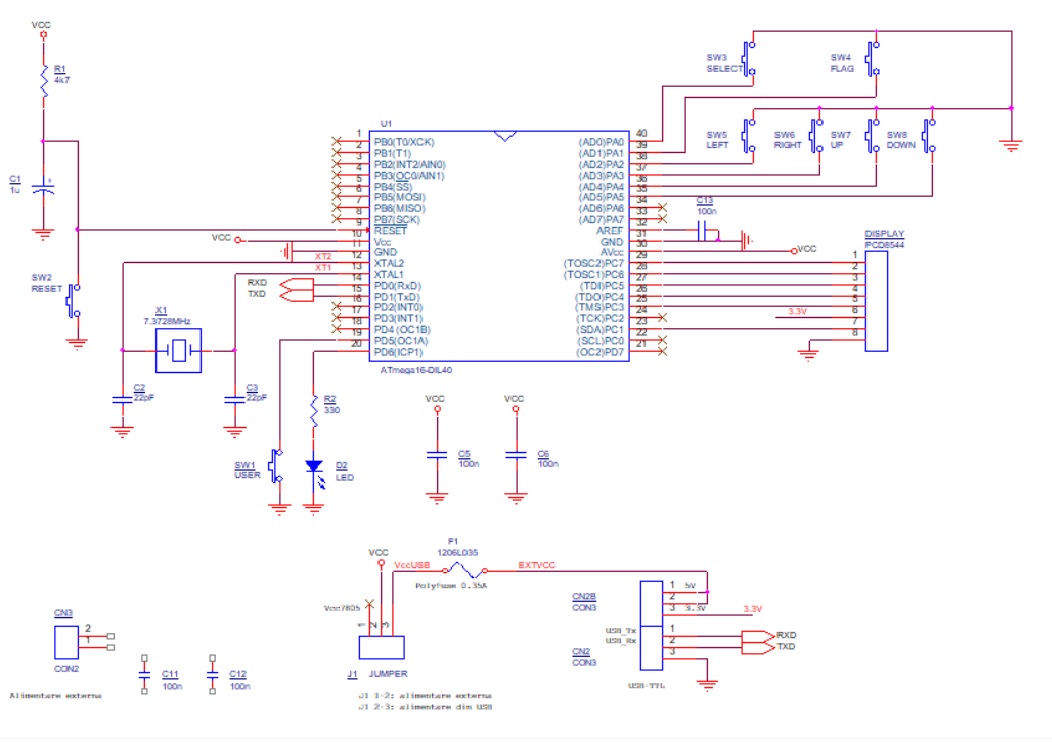 VCC
R1
4k7
C1
1u
+
SW2
RESET
X1
7.3728MHz
C2
22pF
C3
22pF
VCC
XT2
XT1
RXD
TXD
U1
1 PB0(T0/XCK)
2 PB1(T1)
3 PB2(INT2/AIN0)
4 PB3(OC0/AIN1)
5 PB4(SS)
6 PB5(MOSI)
7 PB6(MISO)
8 PB7(SCK)
9 RESET
10 Vcc
11 GND
12 XTAL2
13 XTAL1
14 PD0(RxD)
15 PD1(TxD)
16 PD2(INT0)
17 PD3(INT1)
18 PD4 (OC1B)
19 PD5(OC1A)
20 PD6(ICP1)
(AD0)PA0 40
(AD1)PA1 39
(AD2)PA2 38
(AD3)PA3 37
(AD4)PA4 36
(AD5)PA5 35
(AD6)PA6 34
(AD7)PA7 33
AREF 32
GND 31
AVcc 30
(TOSC2)PC7 29
(TOSC1)PC6 28
(TDI)PC5 27
(TDO)PC4 26
(TMS)PC3 25
(TCK)PC2 24
(SDA)PC1 23
(SCL)PC0 22
(OC2)PD7 21
ATmega16-DIL40
SW3
SELECT
SW4
FLAG
SW5
LEFT
SW6
RIGHT
SW7
UP
SW8
DOWN
C13
100n
VCC
DISPLAY
PCD8544
1
2
3
4
5
3.3V 6
7
8
R2
330
SW1
USER
D2
LED
VCC
C5
100n
VCC
C6
100n
CN3
2
1
CON2
Alimentare externa
C11
100n
C12
100n
VCC
VccUSB
F1
1206L035
EXTVCC
Polyfuse 0.35A
Vcc7805
1 2 3
J1 JUMPER
J1 1-2: alimentare externa
J1 2-3: alimentare din USB
CN2B
CON3
1 5V
2
3 3.3V
3.3V
USB_Tx
USB_Rx
1
2
3
RXD
TXD
CN2
CON3
USB-TTL